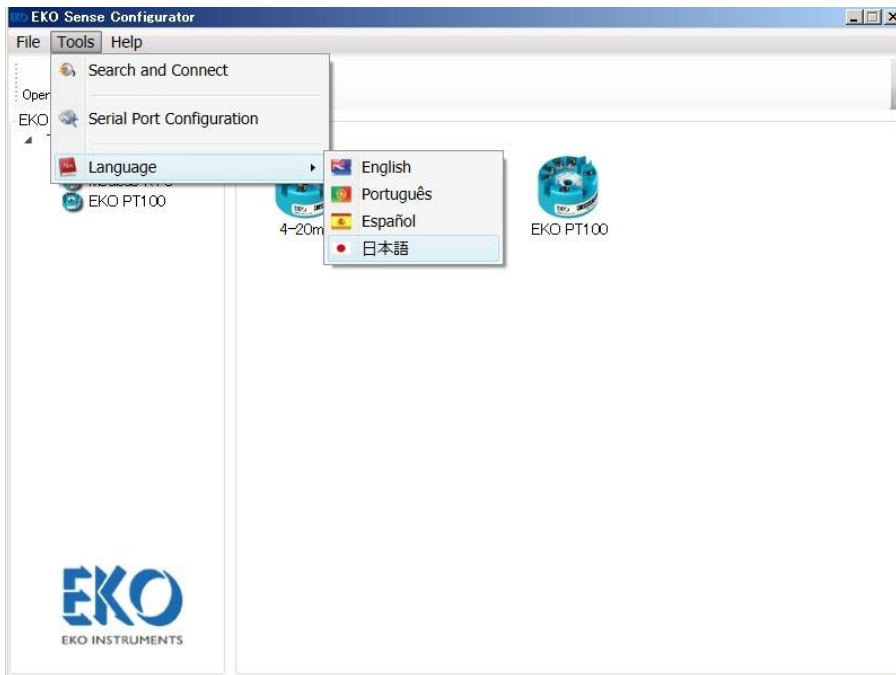 EKO Sense Configurator
File Tools Help
Search and Connect
Serial Port Configuration
Language
English
Português
Español
日本語
EKO
EKO PT100
4-20m
EKO PT100
EKO
EKO INSTRUMENTS